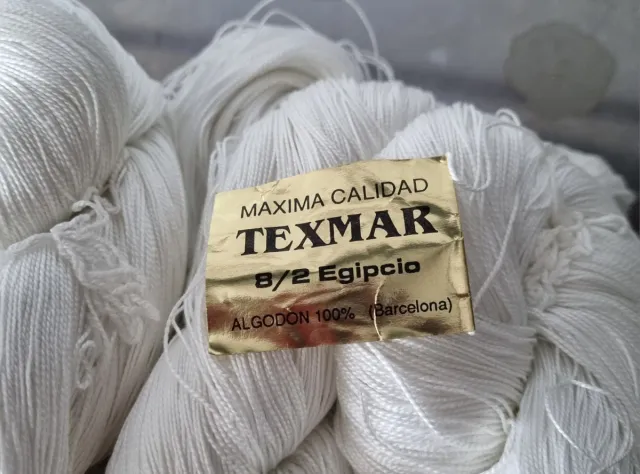 MAXIMA CALIDAD
TEXMAR
8/2 Egipcio
ALGODON 100% (Barcelona)